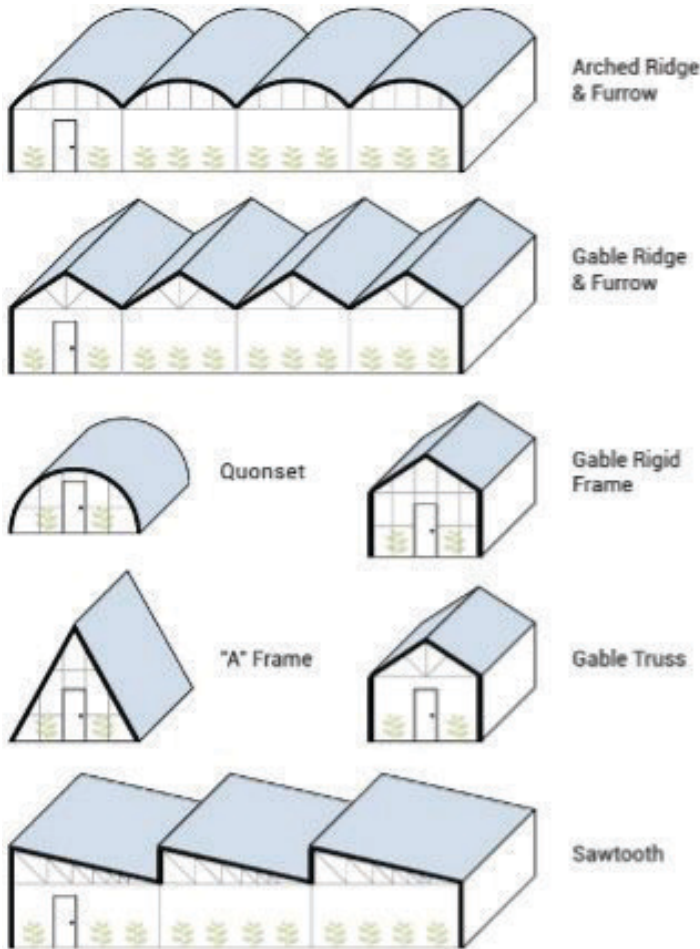 Arched Ridge
& Furrow
Gable Ridge
& Furrow
Quonset
Gable Rigid
Frame
"A" Frame
Gable Truss
Sawtooth